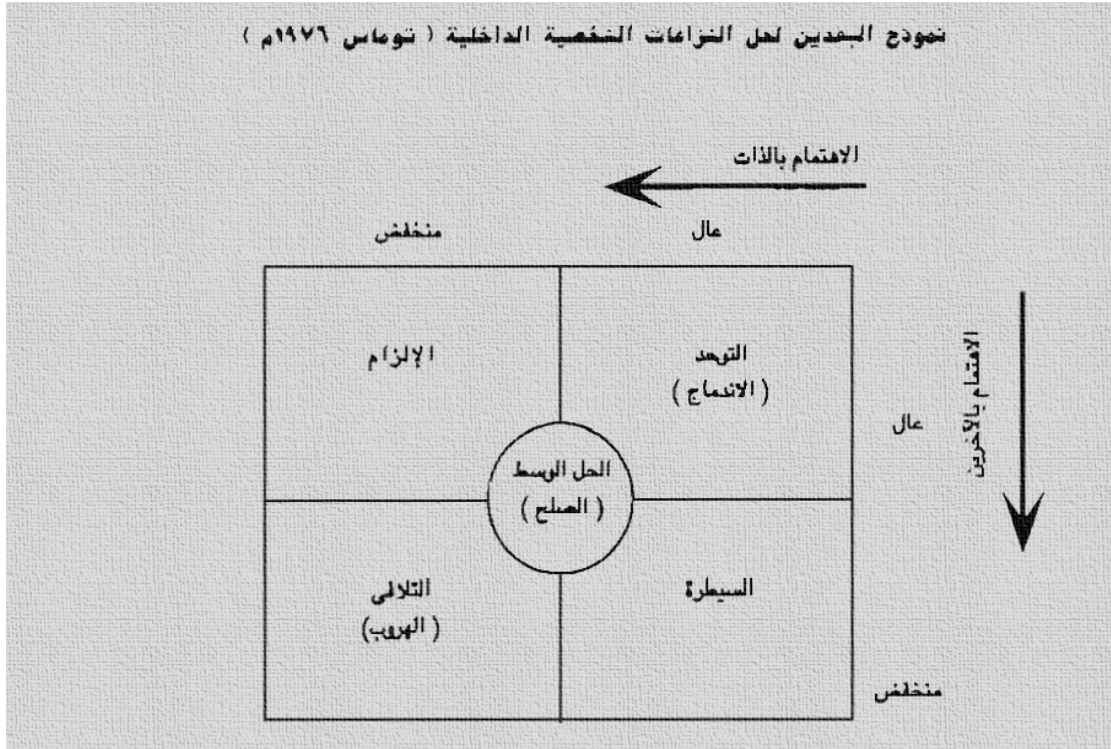 نموذج البعدين لحل النزاعات الشخصية الداخلية ( توماس ١٩٧٦م )
الاهتمام بالذات
عال
منخفض
التوحد
( الاندماج )
الإلزام
عال
الاهتمام بالآخرين
الحل الوسط
( الصلح )
السيطرة
التلافي
( الهروب)
منخفض